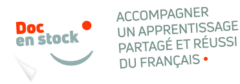 Doc
en stock
ACCOMPAGNER
UN APPRENTISSAGE
PARTAGÉ ET RÉUSSI
DU FRANÇAIS